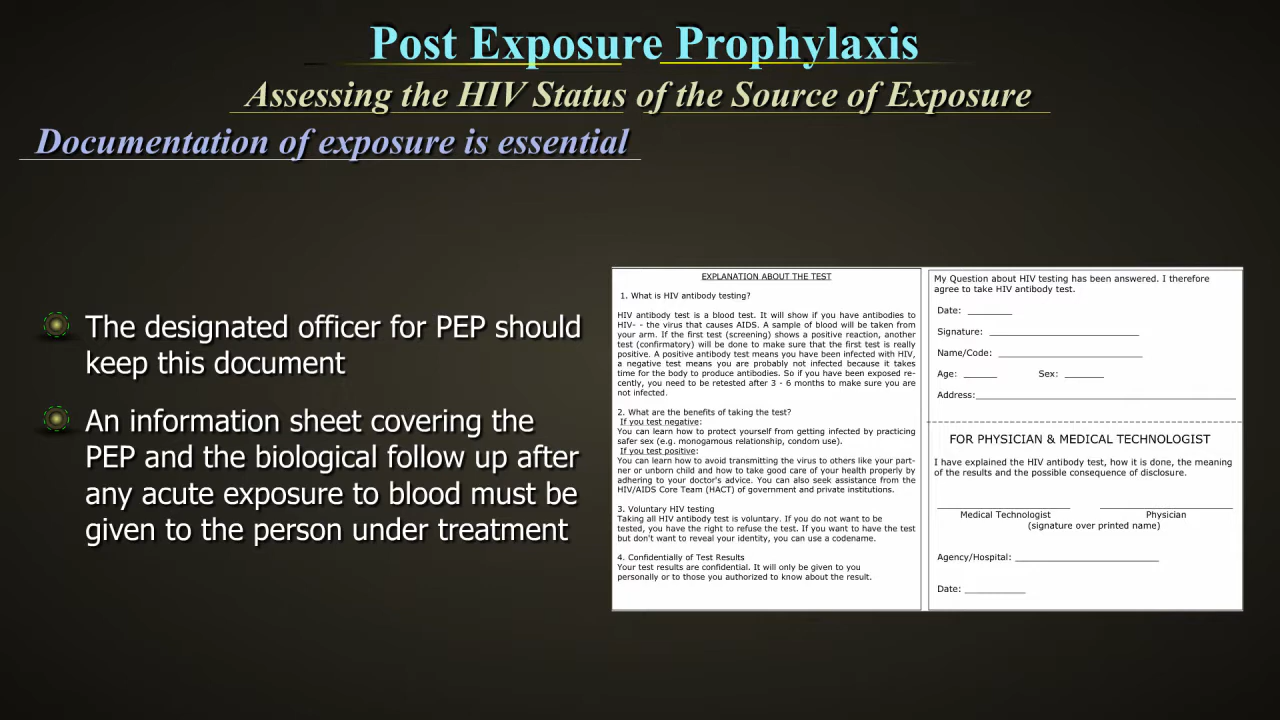 Post Exposure Prophylaxis
Assessing the HIV Status of the Source of Exposure
Documentation of exposure is essential
The designated officer for PEP should
keep this document
An information sheet covering the
PEP and the biological follow up after
any acute exposure to blood must be
given to the person under treatment
EXPLANATION ABOUT THE TEST
1. What is HIV antibody testing?
HIV antibody test is a blood test. It will show if you have antibodies to
HIV- - the virus that causes AIDS. A sample of blood will be taken from
your arm. If the first test (screening) shows a positive reaction, another
test (confirmatory) will be done to make sure that the first test is really
positive. A positive antibody test means you have been infected with HIV,
a negative test means you are probably not infected because it takes
time for the body to produce antibodies. So if you have been exposed re-
cently, you need to be retested after 3 - 6 months to make sure you are
not infected.
2. What are the benefits of taking the test?
If you test negative:
You can learn how to protect yourself from getting infected by practicing
safer sex (e.g. monogamous relationship, condom use).
If you test positive:
You can learn how to avoid transmitting the virus to others like your part-
ner or unborn child and how to take good care of your health properly by
adhering to your doctor's advice. You can also seek assistance from the
HIV/AIDS Core Team (HACT) of government and private institutions.
3. Voluntary HIV testing
Taking all HIV antibody test is voluntary. If you do not want to be
tested, you have the right to refuse the test. If you want to have the test
but don't want to reveal your identity, you can use a codename.
4. Confidentially of Test Results
Your test results are confidential. It will only be given to you
personally or to those you authorized to know about the result.
My Question about HIV testing has been answered. I therefore
agree to take HIV antibody test.
Date: ________
Signature: ___________________________
Name/Code: __________________________
Age: ______ Sex: _______
Address:_______________________________________________
FOR PHYSICIAN & MEDICAL TECHNOLOGIST
I have explained the HIV antibody test, how it is done, the meaning
of the results and the possible consequence of disclosure.
Medical Technologist Physician
(signature over printed name)
Agency/Hospital: __________________________
Date: ___________